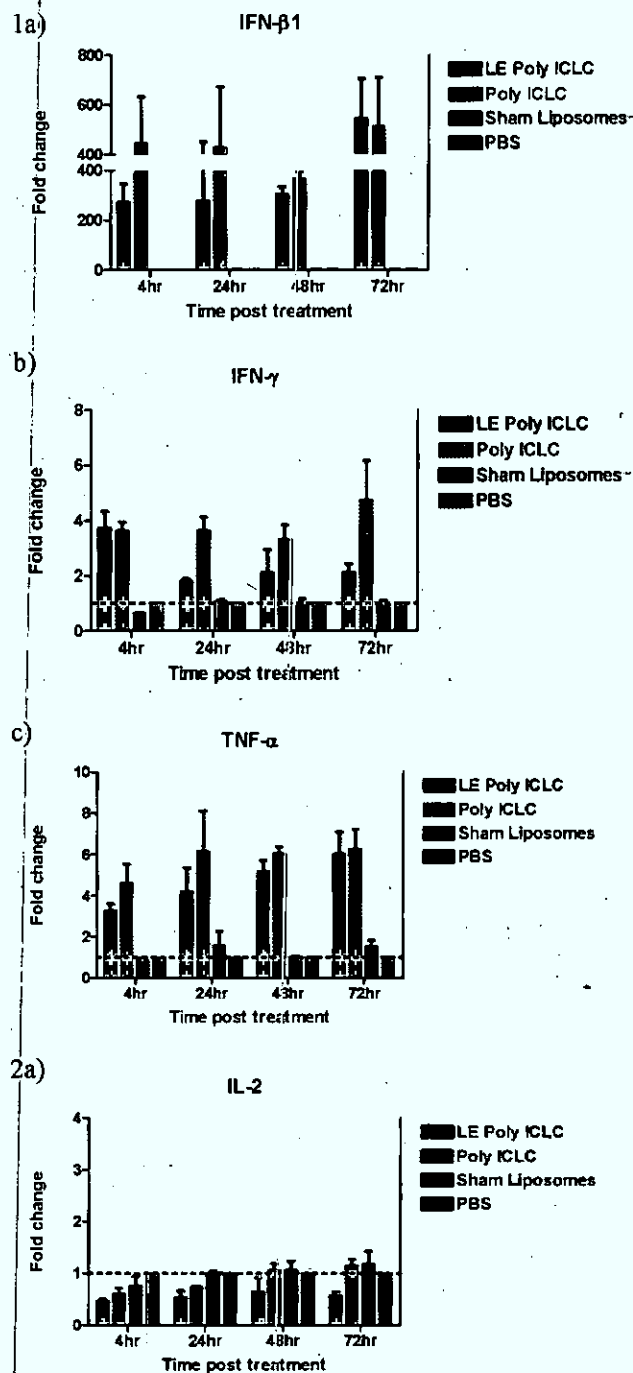 1a)
IFN-β1
800
600
400
400
200
0
Fold change
4hr 24hr 48hr 72hr
Time post treatment
LE Poly ICLC
Poly ICLC
Sham Liposomes
PBS
b)
IFN-γ
8
6
4
2
0
Fold change
4hr 24hr 48hr 72hr
Time post treatment
LE Poly ICLC
Poly ICLC
Sham Liposomes
PBS
c)
TNF-α
10
8
6
4
2
0
Fold change
4hr 24hr 48hr 72hr
Time post treatment
LE Poly ICLC
Poly ICLC
Sham Liposomes
PBS
2a)
IL-2
4
3
2
1
0
Fold change
4hr 24hr 48hr 72hr
Time post treatment
LE Poly ICLC
Poly ICLC
Sham Liposomes
PBS